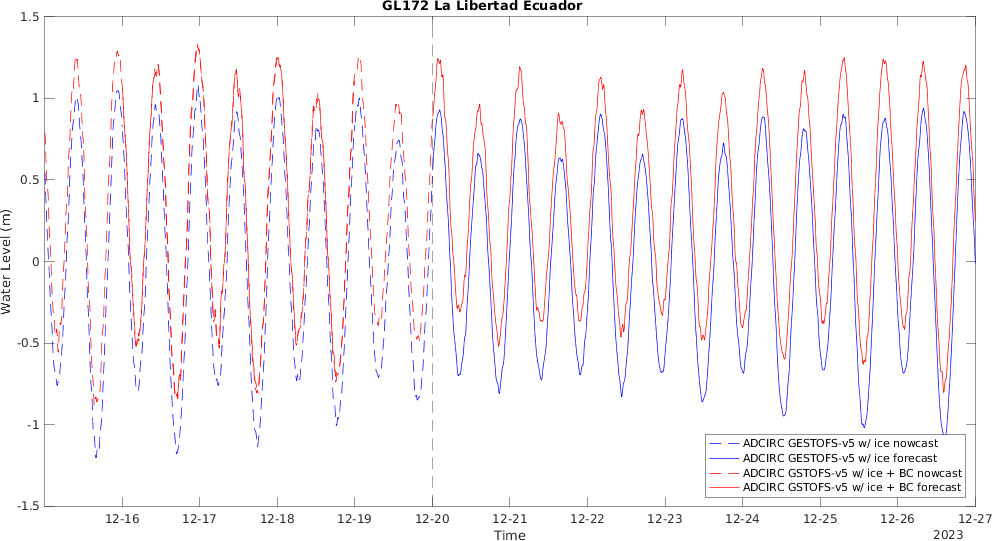 GL172 La Libertad Ecuador
1.5
1
0.5
0
-0.5
-1
-1.5
Water Level (m)
12-16
12-17
12-18
12-19
12-20
12-21
12-22
12-23
12-24
12-25
12-26
12-27
Time
2023
ADCIRC GESTOFS-v5 w/ ice nowcast
ADCIRC GESTOFS-v5 w/ ice forecast
ADCIRC GSTOFS-v5 w/ ice + BC nowcast
ADCIRC GSTOFS-v5 w/ ice + BC forecast